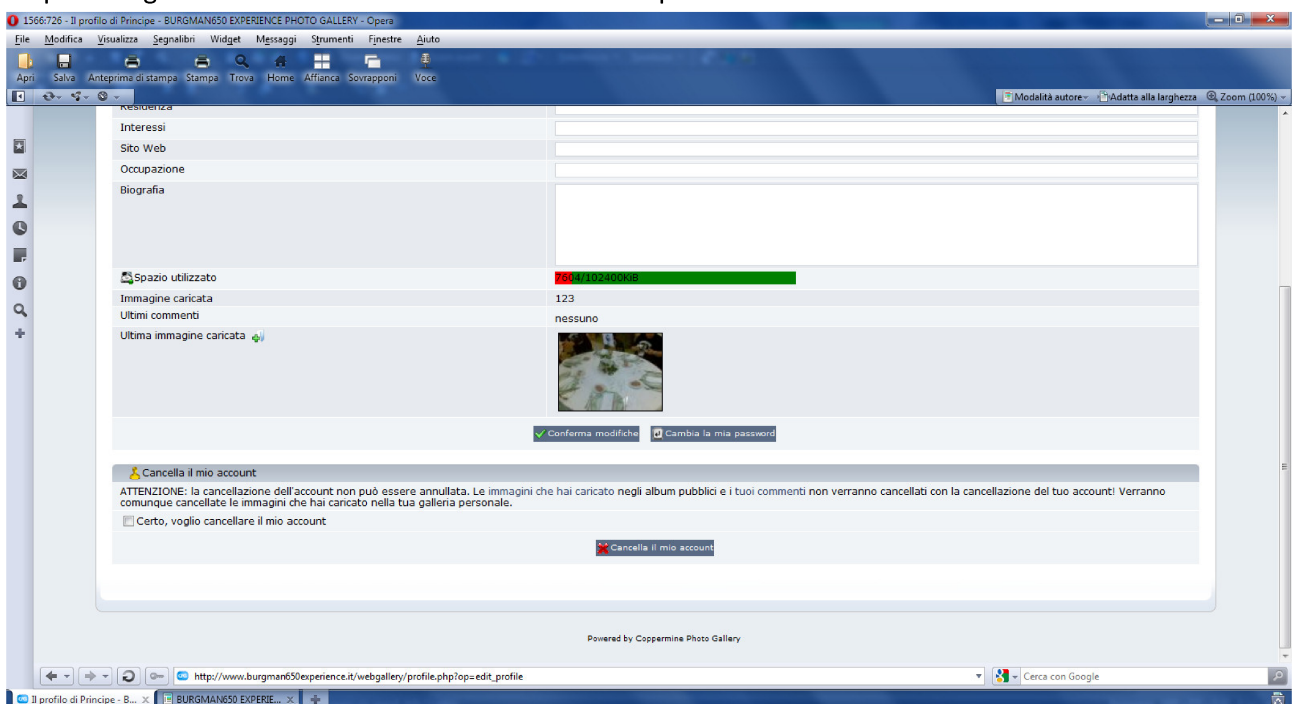 1566:726 - Il profilo di Principe - BURGMAN650 EXPERIENCE PHOTO GALLERY - Opera
File Modifica Visualizza Segnalibri Widget Messaggi Strumenti Finestre Aiuto
Apri Salva Anteprima di stampa Stampa Trova Home Affianca Sovrapponi Voce
Modalità autore Adatta alla larghezza Zoom (100%)
Residenza
Interessi
Sito Web
Occupazione
Biografia
Spazio utilizzato 7604/102400KiB
Immagine caricata 123
Ultimi commenti nessuno
Ultima immagine caricata
Conferma modifiche Cambia la mia password
Cancella il mio account
ATTENZIONE: la cancellazione dell'account non può essere annullata. Le immagini che hai caricato negli album pubblici e i tuoi commenti non verranno cancellati con la cancellazione del tuo account! Verranno
comunque cancellate le immagini che hai caricato nella tua galleria personale.
Certo, voglio cancellare il mio account
Cancella il mio account
Powered by Coppermine Photo Gallery
http://www.burgman650experience.it/webgallery/profile.php?op=edit_profile Cerca con Google
Il profilo di Principe - B... BURGMAN650 EXPERIE...